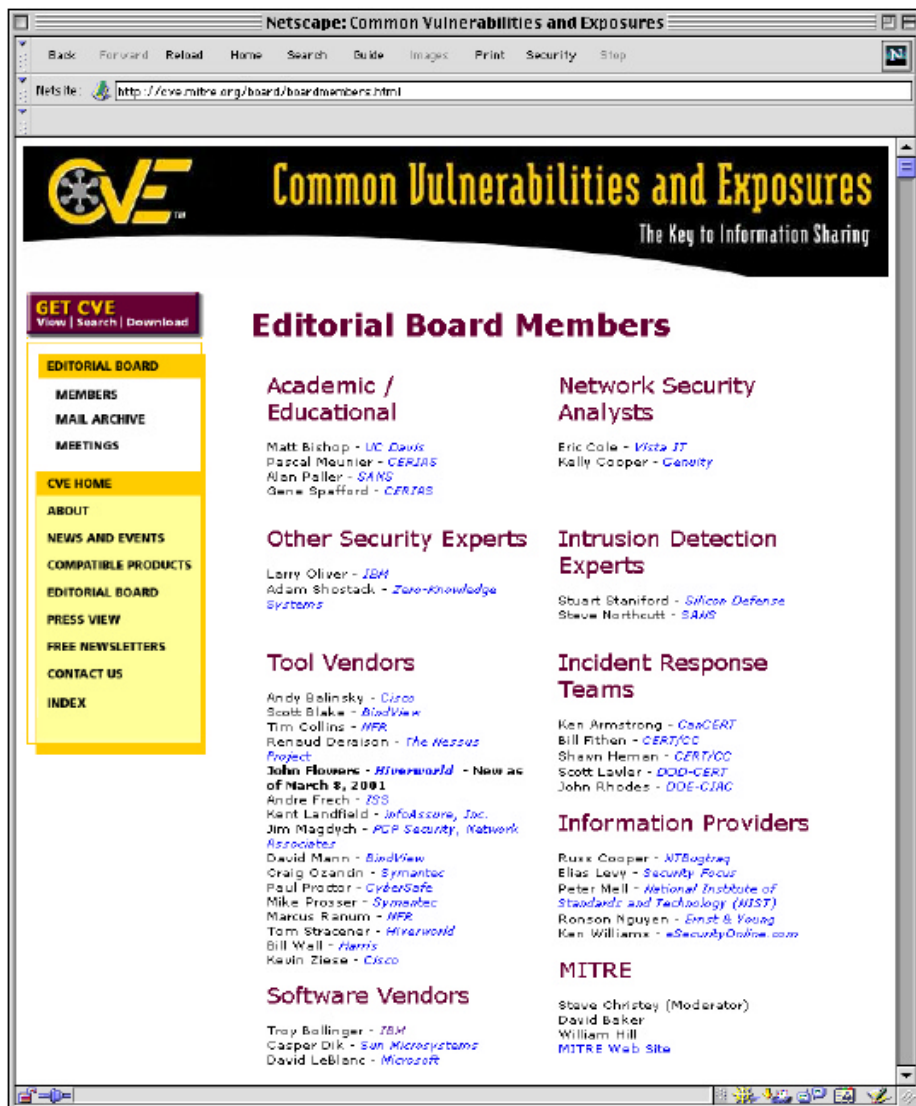 Netscape: Common Vulnerabilities and Exposures
Back Forward Reload Home Search Guide Images Print Security Stop
N
Netsite: http://cve.mitre.org/board/boardmembers.html
CVE TM
Common Vulnerabilities and Exposures
The Key to Information Sharing
GET CVE
View | Search | Download
EDITORIAL BOARD
MEMBERS
MAIL ARCHIVE
MEETINGS
CVE HOME
ABOUT
NEWS AND EVENTS
COMPATIBLE PRODUCTS
EDITORIAL BOARD
PRESS VIEW
FREE NEWSLETTERS
CONTACT US
INDEX
Editorial Board Members
Academic /
Educational
Matt Bishop - UC Davis
Pascal Meunier - CERIAS
Alan Paller - SANS
Gene Spafford - CERIAS
Network Security
Analysts
Eric Cole - Vista IT
Kelly Cooper - Genuity
Other Security Experts
Larry Oliver - IBM
Adam Shostack - Zero-Knowledge
Systems
Intrusion Detection
Experts
Stuart Staniford - Silicon Defense
Steve Northcutt - SANS
Tool Vendors
Andy Balinsky - Cisco
Scott Blake - BindView
Tim Collins - NFR
Renaud Deraison - The Nessus
Project
John Flowers - Hiverworld - New as
of March 8, 2001
Andre Frech - ISS
Kent Landfield - infoAssure, Inc.
Jim Magdych - PGP Security, Network
Associates
David Mann - BindView
Craig Ozancin - Symantec
Paul Proctor - CyberSafe
Mike Prosser - Symantec
Marcus Ranum - NFR
Tom Stracener - Hiverworld
Bill Wall - Harris
Kevin Ziese - Cisco
Software Vendors
Troy Bollinger - IBM
Casper Dik - Sun Microsystems
David LeBlanc - Microsoft
Incident Response
Teams
Ken Armstrong - CanCERT
Bill Fithen - CERT/CC
Shawn Hernan - CERT/CC
Scott Lawler - DOD-CERT
John Rhodes - DOE-CIAC
Information Providers
Russ Cooper - NTBugtraq
Elias Levy - Security Focus
Peter Mell - National Institute of
Standards and Technology (NIST)
Ronson Nguyen - Ernst & Young
Ken Williams - eSecurityOnline.com
MITRE
Steve Christey (Moderator)
David Baker
William Hill
MITRE Web Site